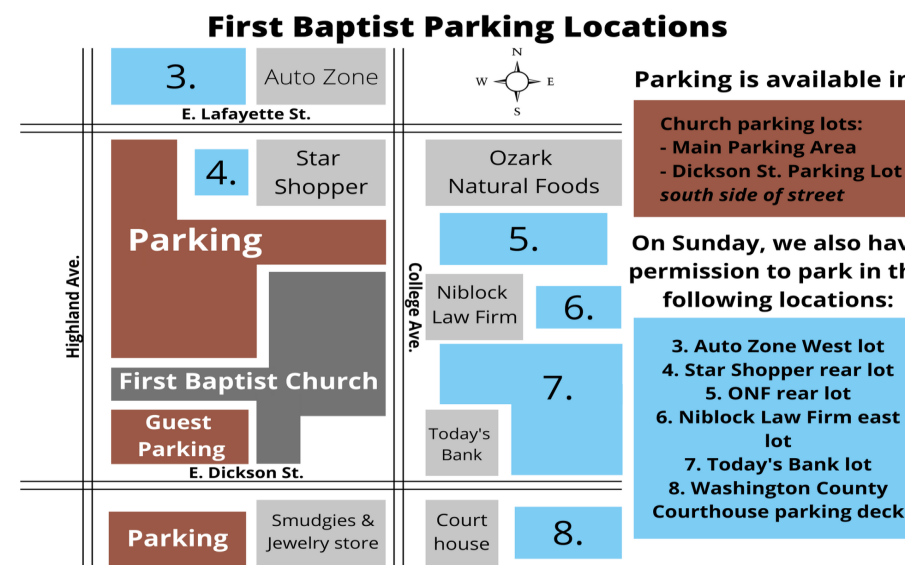 First Baptist Parking Locations
3.
Auto Zone
N
W
E
S
E. Lafayette St.
4.
Star
Shopper
Ozark
Natural Foods
Parking
5.
Highland Ave.
College Ave.
Niblock
Law Firm
6.
First Baptist Church
7.
Guest
Parking
Today's
Bank
E. Dickson St.
Parking
Smudgies &
Jewelry store
Court
house
8.
Parking is available in
Church parking lots:
- Main Parking Area
- Dickson St. Parking Lot
south side of street
On Sunday, we also hav
permission to park in th
following locations:
3. Auto Zone West lot
4. Star Shopper rear lot
5. ONF rear lot
6. Niblock Law Firm east
lot
7. Today's Bank lot
8. Washington County
Courthouse parking deck